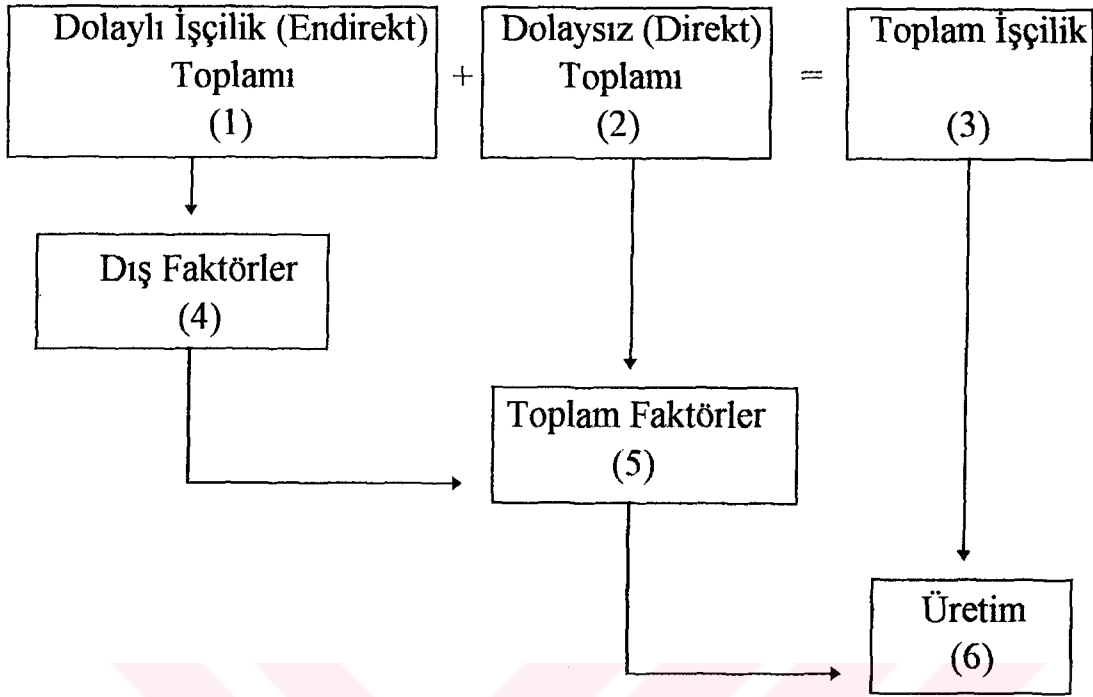 Dolaylı İşçilik (Endirekt)
Toplamı
(1)
+
Dolaysız (Direkt)
Toplamı
(2)
=
Toplam İşçilik
(3)
Dış Faktörler
(4)
Toplam Faktörler
(5)
Üretim
(6)